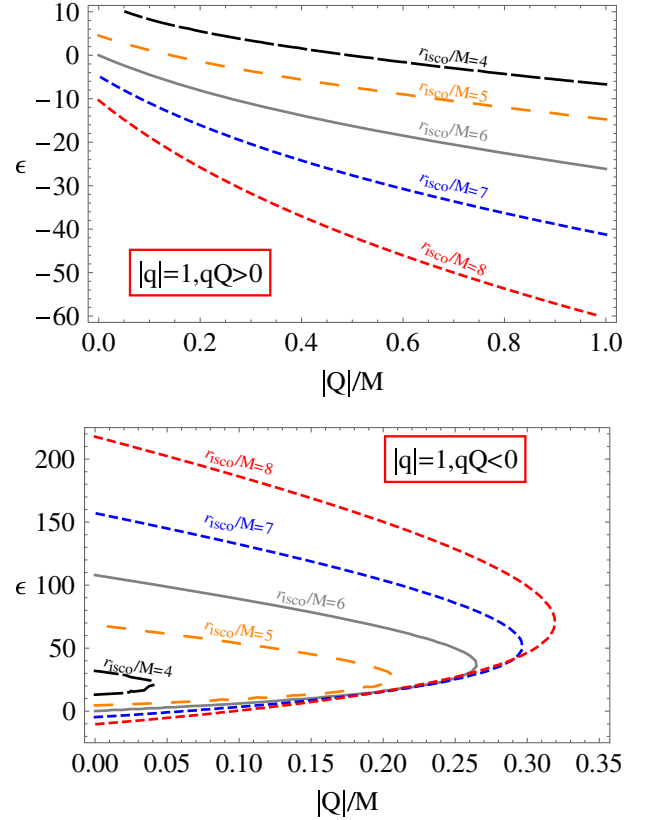 10
0
−10
−20
−30
−40
−50
−60
ϵ
r_isco/M=4
r_isco/M=5
r_isco/M=6
r_isco/M=7
r_isco/M=8
|q|=1,qQ>0
0.0 0.2 0.4 0.6 0.8 1.0
|Q|/M
200
150
100
50
0
ϵ
|q|=1,qQ<0
r_isco/M=8
r_isco/M=7
r_isco/M=6
r_isco/M=5
r_isco/M=4
0.00 0.05 0.10 0.15 0.20 0.25 0.30 0.35
|Q|/M